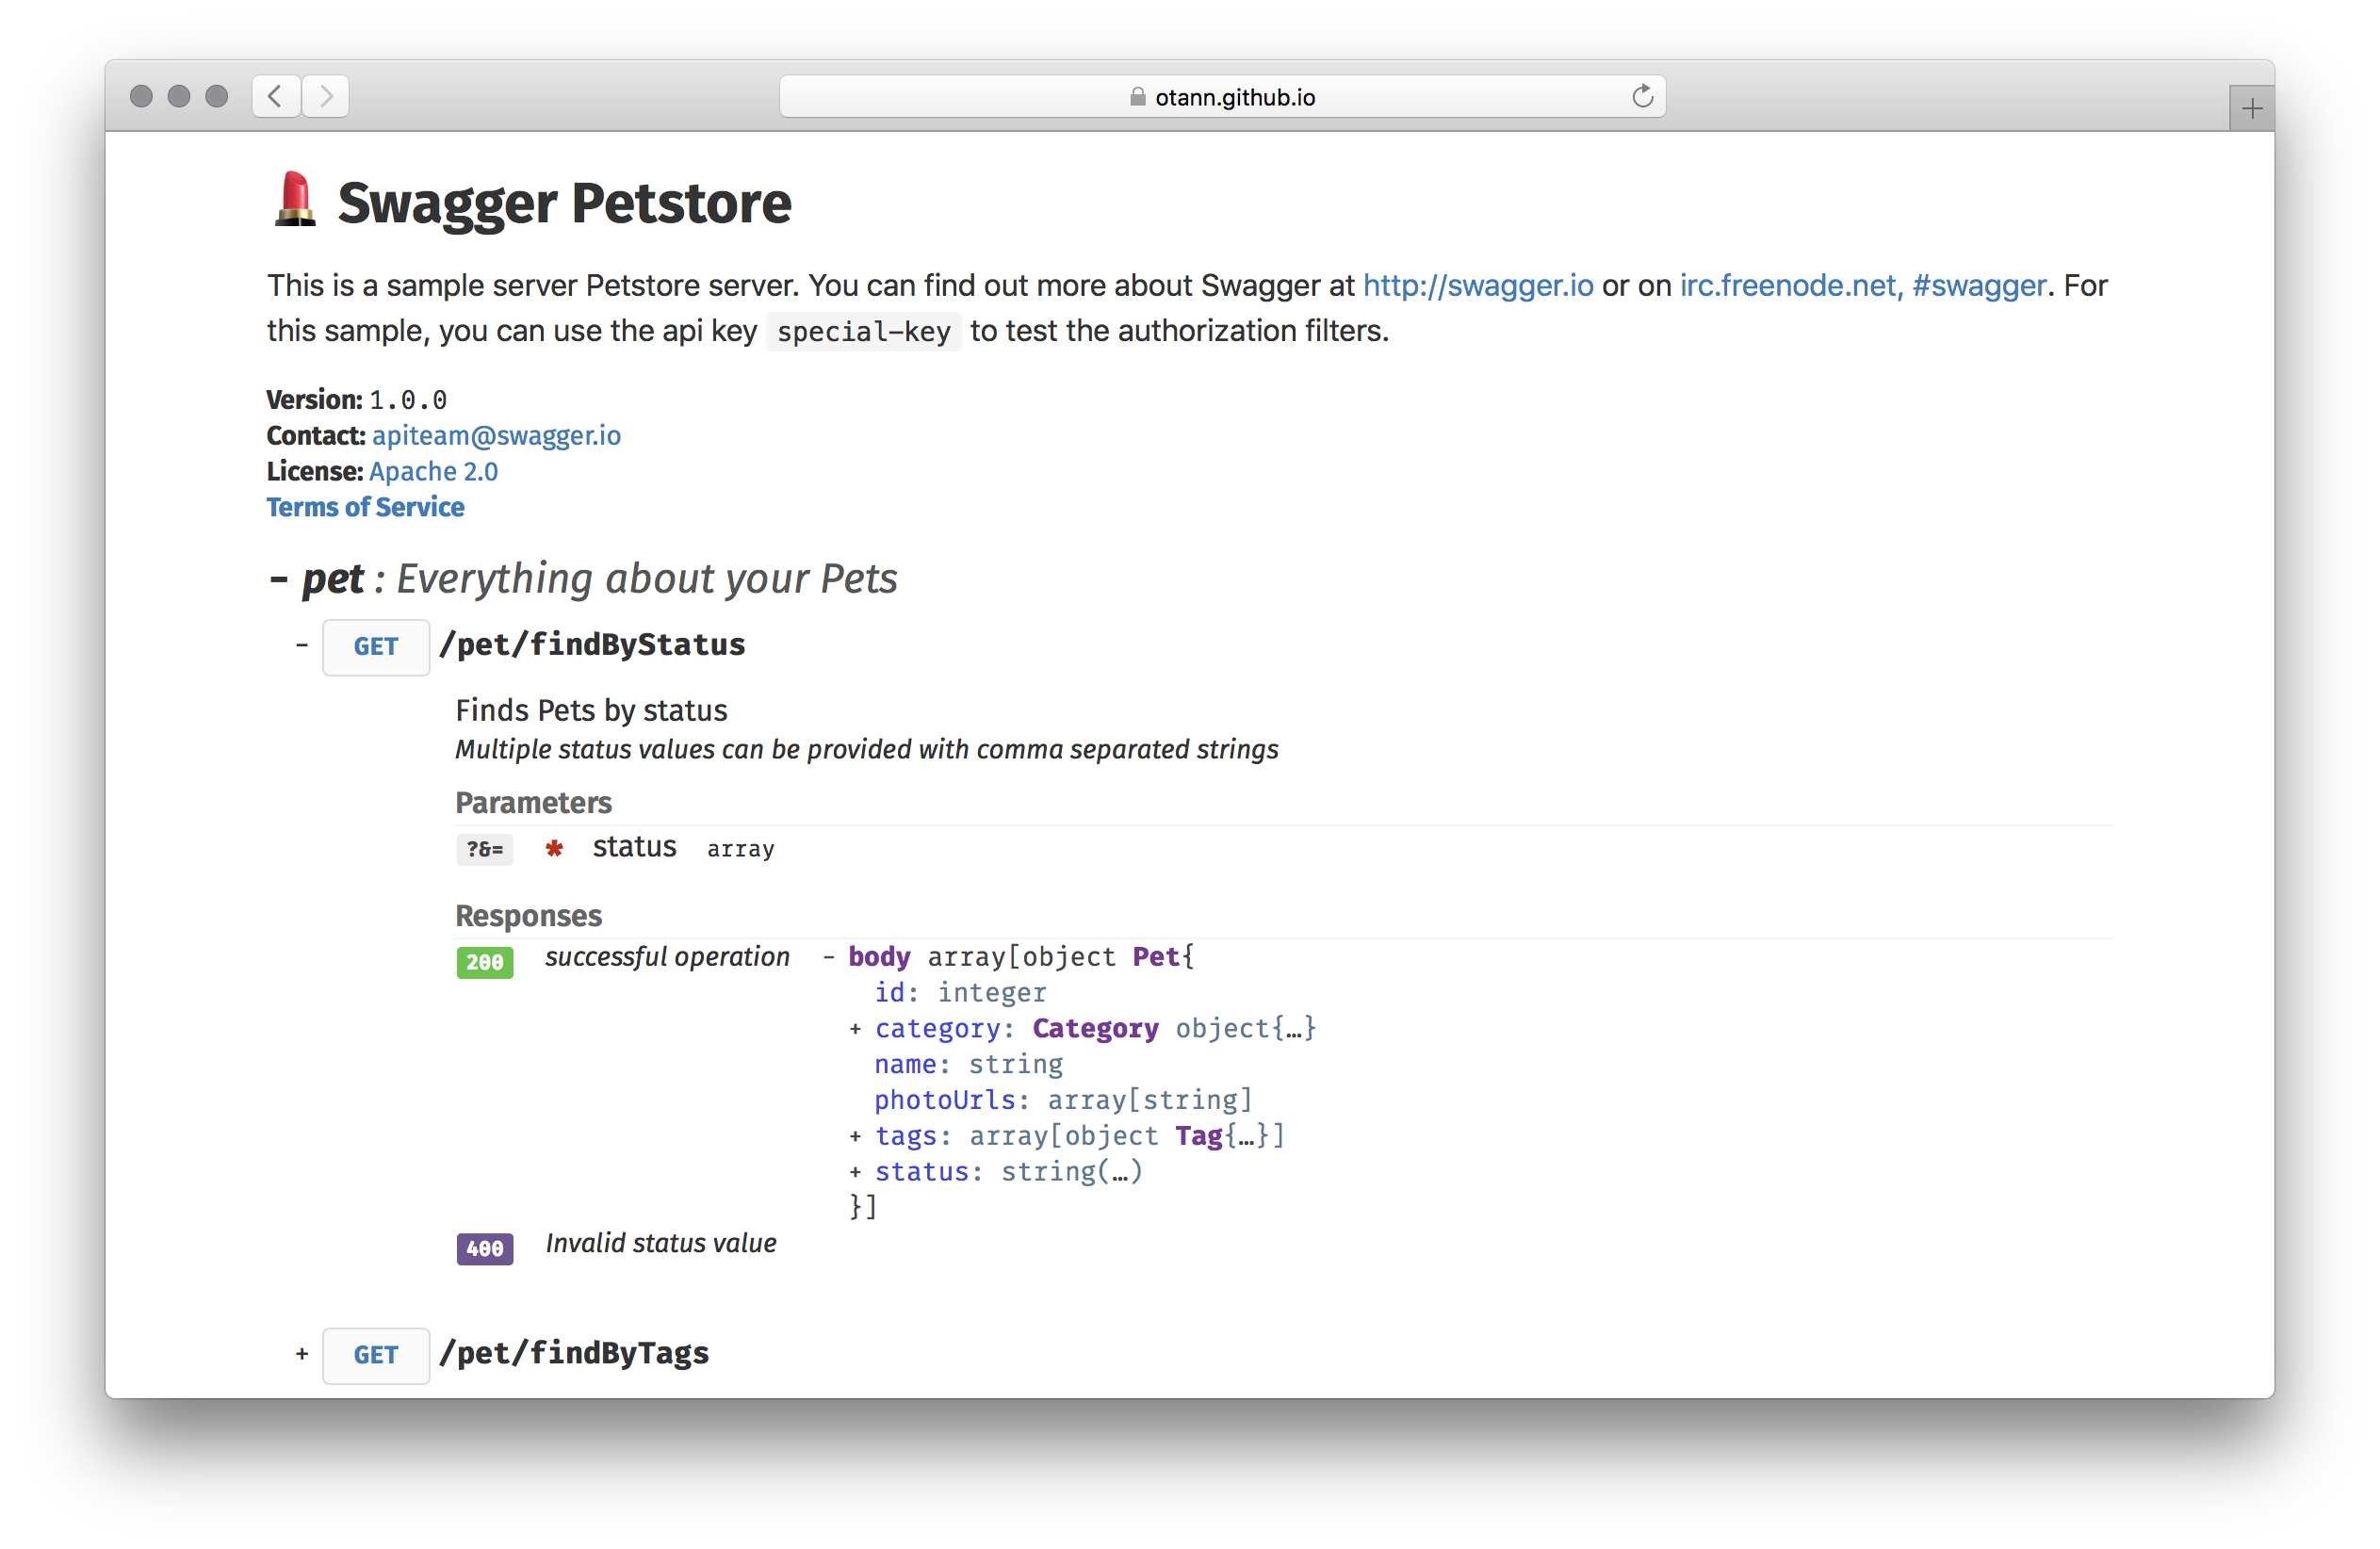 otann.github.io
Swagger Petstore
This is a sample server Petstore server. You can find out more about Swagger at http://swagger.io or on irc.freenode.net, #swagger. For
this sample, you can use the api key special-key to test the authorization filters.
Version: 1.0.0
Contact: apiteam@swagger.io
License: Apache 2.0
Terms of Service
- pet : Everything about your Pets
- GET /pet/findByStatus
Finds Pets by status
Multiple status values can be provided with comma separated strings
Parameters
?&= * status array
Responses
200 successful operation - body array[object Pet{
id: integer
+ category: Category object{…}
name: string
photoUrls: array[string]
+ tags: array[object Tag{…}]
+ status: string(…)
}]
400 Invalid status value
+ GET /pet/findByTags